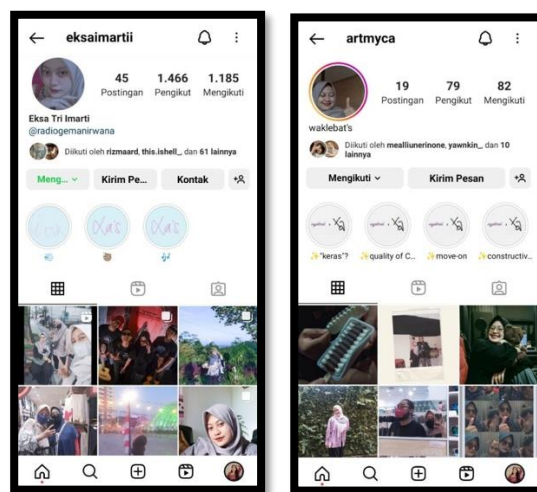 eksaimartii
45 1.466 1.185
Postingan Pengikut Mengikuti
Eksa Tri Imarti
@radiogemanirwana
Diikuti oleh rizmaard, this.ishell_, dan 61 lainnya
Meng... Kirim Pe... Kontak
Xa's Xa's
artmyca
19 79 82
Postingan Pengikut Mengikuti
waklebat's
Diikuti oleh mealliunerinone, yawnkin_, dan 10
lainnya
Mengikuti Kirim Pesan
✨"keras"? ✨quality of C... ✨move-on ✨constructiv...